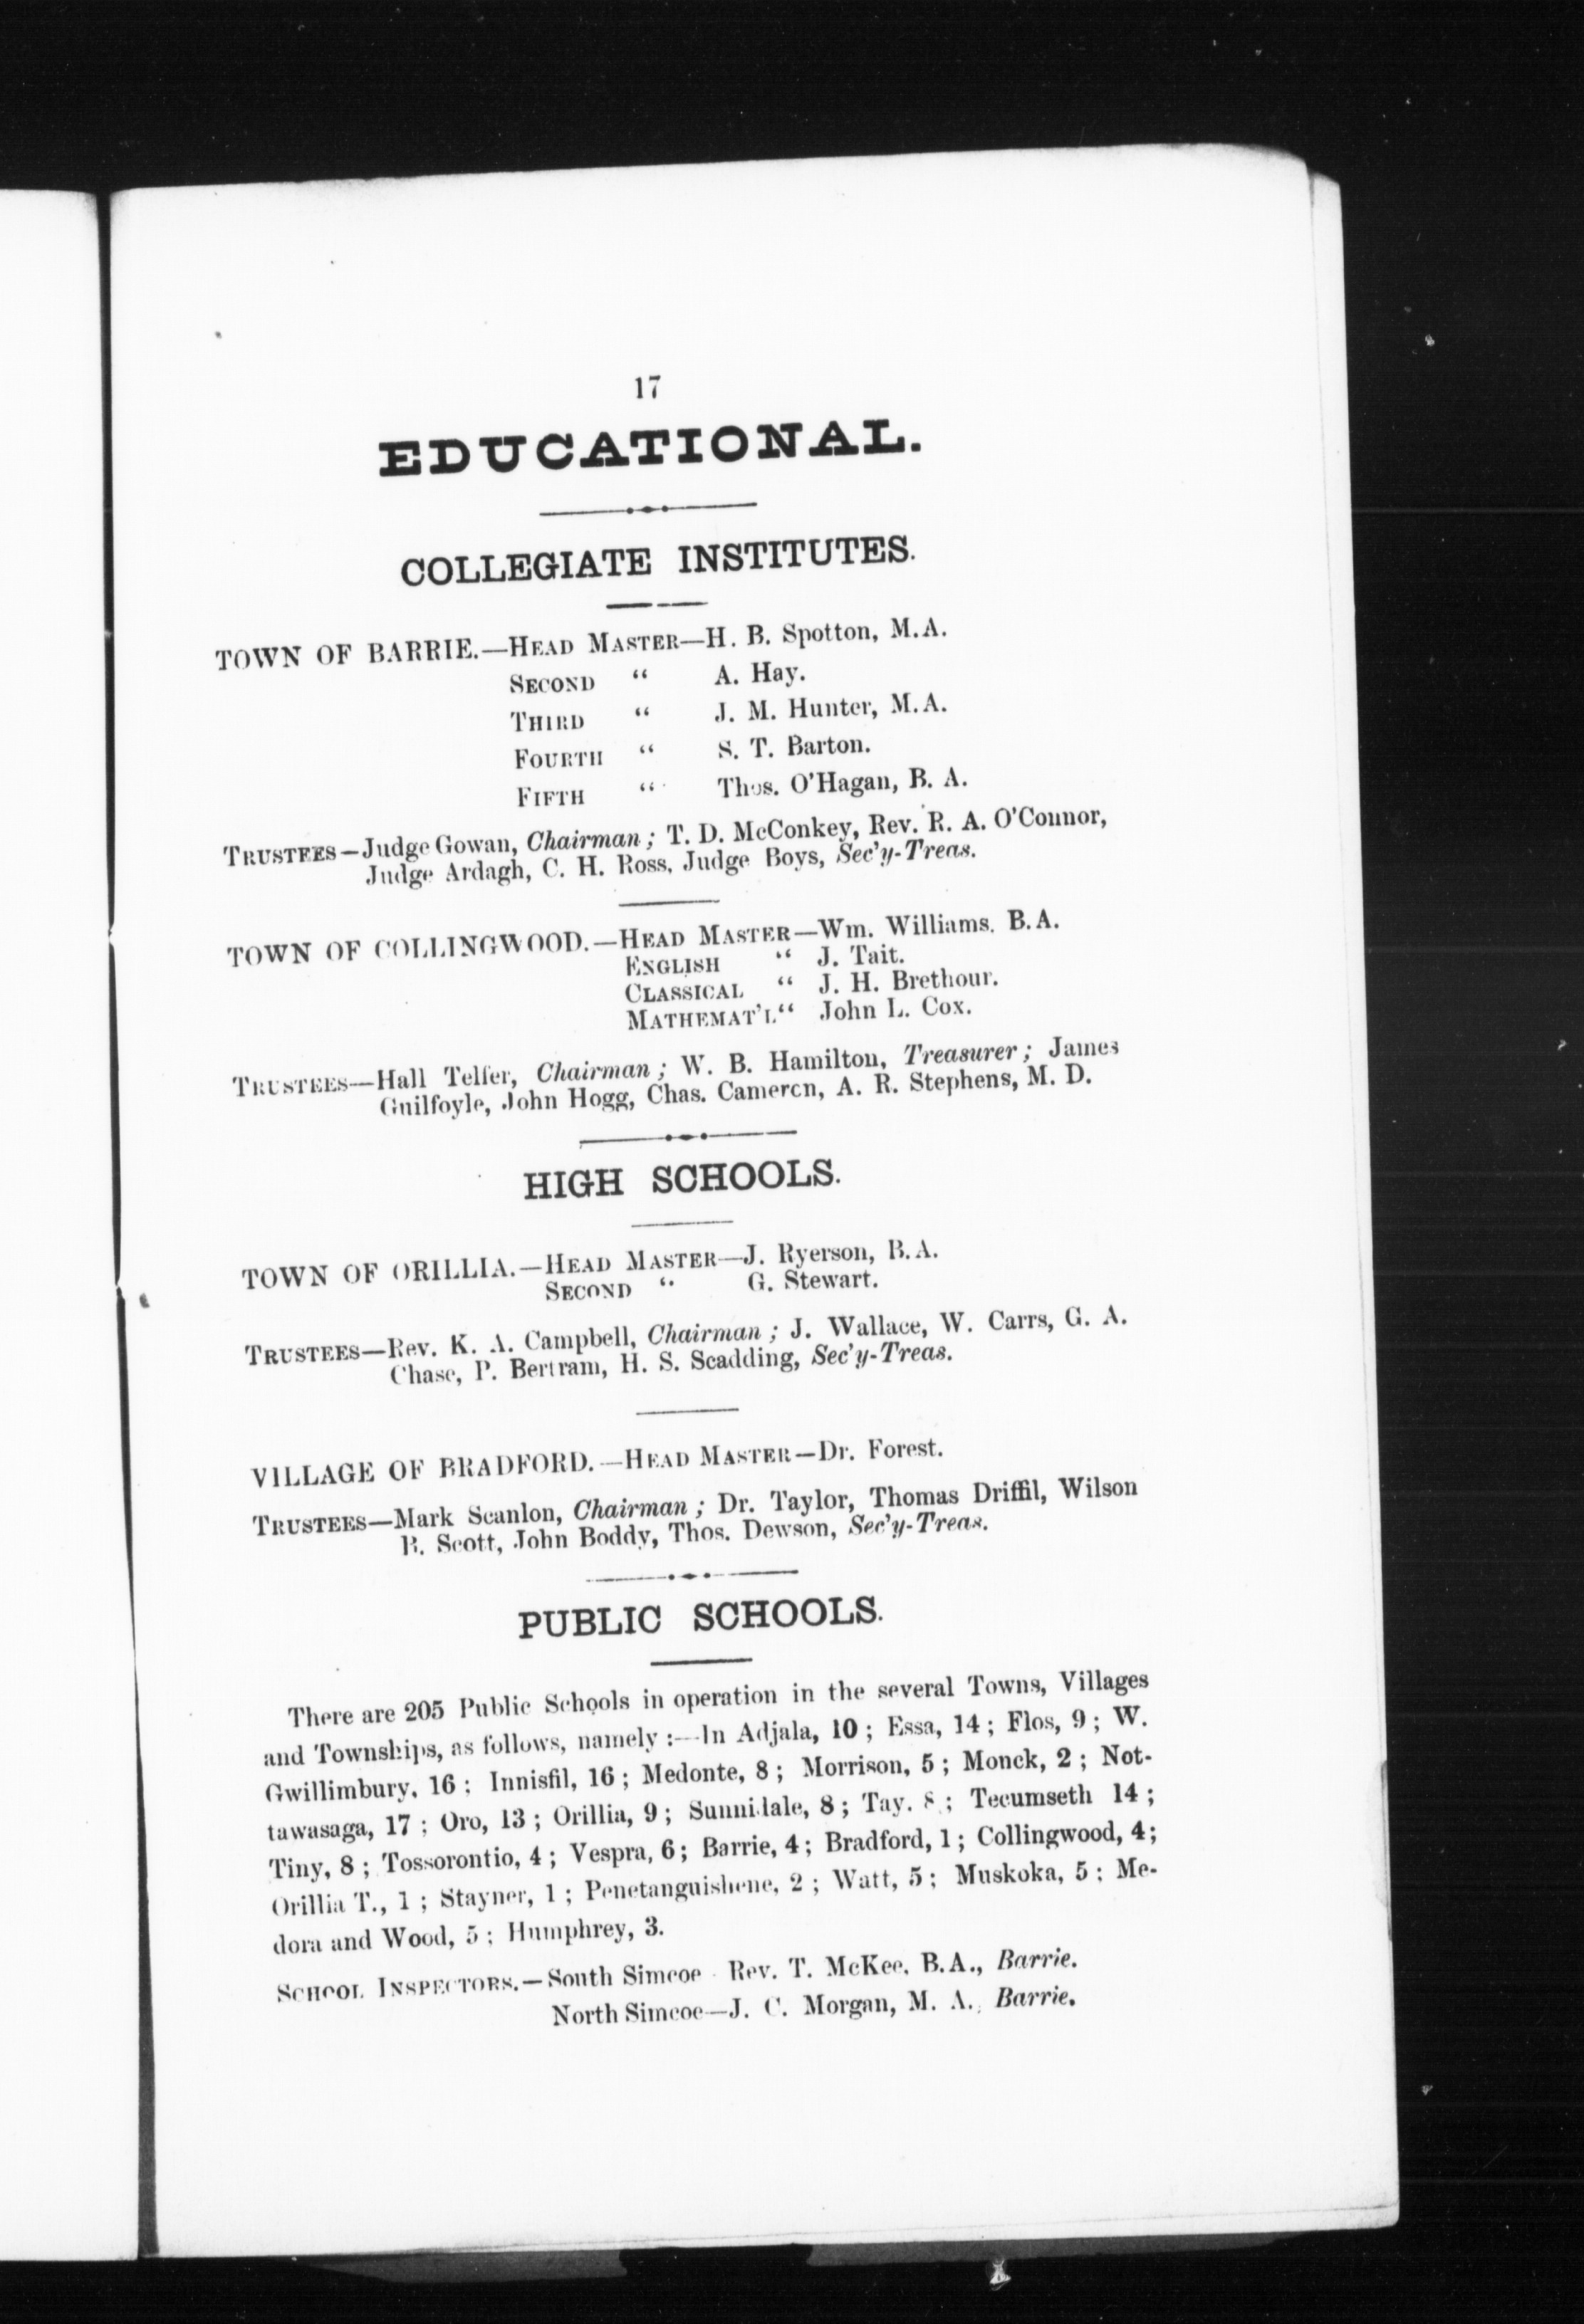 17
EDUCATIONAL.
COLLEGIATE INSTITUTES.
TOWN OF BARRIE.—HEAD MASTER—H. B. Spotton, M.A.
SECOND “ A. Hay.
THIRD “ J. M. Hunter, M.A.
FOURTH “ S. T. Barton.
FIFTH “ Thos. O'Hagan, B. A.
TRUSTEES—Judge Gowan, Chairman; T. D. McConkey, Rev. R. A. O'Connor,
Judge Ardagh, C. H. Ross, Judge Boys, Sec'y-Treas.
TOWN OF COLLINGWOOD.—HEAD MASTER—Wm. Williams, B.A.
ENGLISH “ J. Tait.
CLASSICAL “ J. H. Brethour.
MATHEMAT'L “ John L. Cox.
TRUSTEES—Hall Telfer, Chairman; W. B. Hamilton, Treasurer; James
Guilfoyle, John Hogg, Chas. Cameron, A. R. Stephens, M. D.
HIGH SCHOOLS.
TOWN OF ORILLIA.—HEAD MASTER—J. Ryerson, B.A.
SECOND “ G. Stewart.
TRUSTEES—Rev. K. A. Campbell, Chairman; J. Wallace, W. Carrs, G. A.
Chase, P. Bertram, H. S. Scadding, Sec'y-Treas.
VILLAGE OF BRADFORD.—HEAD MASTER—Dr. Forest.
TRUSTEES—Mark Scanlon, Chairman; Dr. Taylor, Thomas Driffil, Wilson
R. Scott, John Boddy, Thos. Dewson, Sec'y-Treas.
PUBLIC SCHOOLS.
There are 205 Public Schools in operation in the several Towns, Villages
and Townships, as follows, namely :—In Adjala, 10 ; Essa, 14 ; Flos, 9 ; W.
Gwillimbury, 16 ; Innisfil, 16 ; Medonte, 8 ; Morrison, 5 ; Monck, 2 ; Not-
tawasaga, 17 ; Oro, 13 ; Orillia, 9 ; Sunnidale, 8 ; Tay, 8 ; Tecumseth 14 ;
Tiny, 8 ; Tossorontio, 4 ; Vespra, 6 ; Barrie, 4 ; Bradford, 1 ; Collingwood, 4 ;
Orillia T., 1 ; Stayner, 1 ; Penetanguishene, 2 ; Watt, 5 ; Muskoka, 5 ; Me-
dora and Wood, 5 ; Humphrey, 3.
SCHOOL INSPECTORS.—South Simcoe - Rev. T. McKee, B.A., Barrie.
North Simcoe—J. C. Morgan, M. A., Barrie.